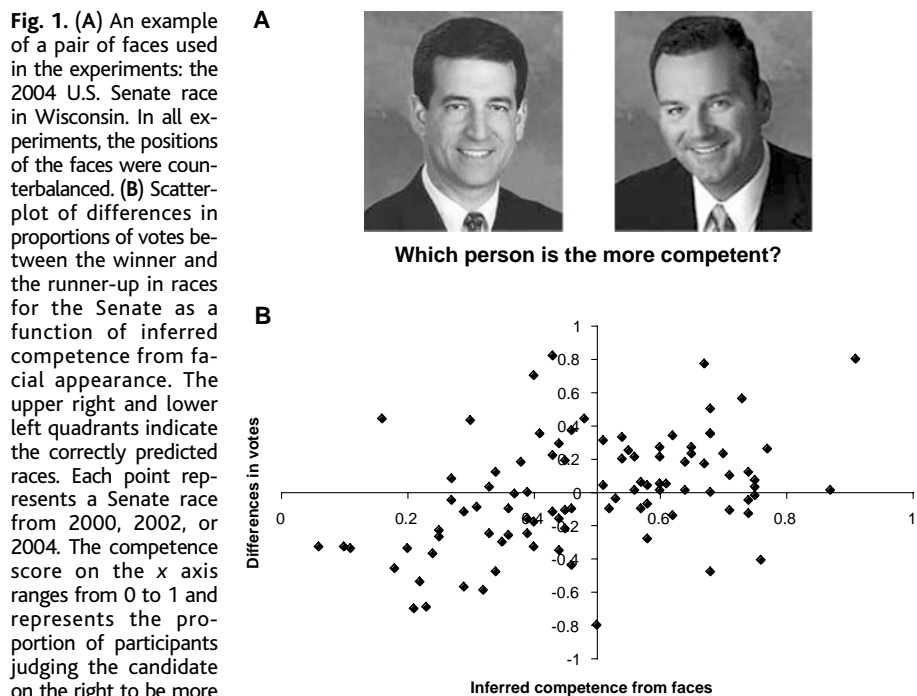 Fig. 1. (A) An example
of a pair of faces used
in the experiments: the
2004 U.S. Senate race
in Wisconsin. In all ex-
periments, the positions
of the faces were coun-
terbalanced. (B) Scatter-
plot of differences in
proportions of votes be-
tween the winner and
the runner-up in races
for the Senate as a
function of inferred
competence from fa-
cial appearance. The
upper right and lower
left quadrants indicate
the correctly predicted
races. Each point rep-
resents a Senate race
from 2000, 2002, or
2004. The competence
score on the x axis
ranges from 0 to 1 and
represents the pro-
portion of participants
judging the candidate
on the right to be more
A
Which person is the more competent?
B
Differences in votes
1
0.8
0.6
0.4
0.2
0
-0.2
-0.4
-0.6
-0.8
-1
0 0.2 0.4 0.6 0.8 1
Inferred competence from faces